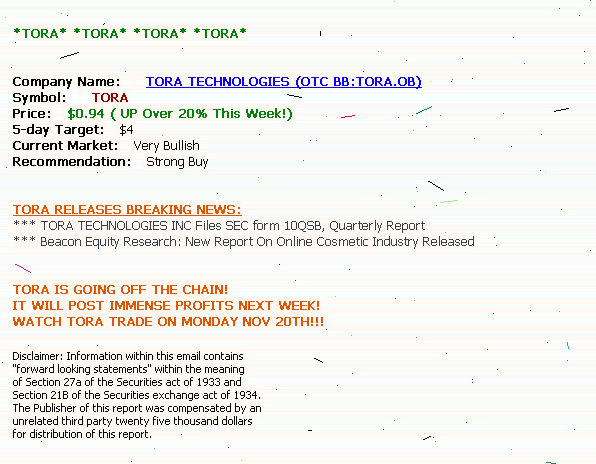 *TORA* *TORA* *TORA* *TORA*
Company Name: TORA TECHNOLOGIES (OTC BB:TORA.OB)
Symbol: TORA
Price: $0.94 ( UP Over 20% This Week!)
5-day Target: $4
Current Market: Very Bullish
Recommendation: Strong Buy
TORA RELEASES BREAKING NEWS:
*** TORA TECHNOLOGIES INC Files SEC form 10QSB, Quarterly Report
*** Beacon Equity Research: New Report On Online Cosmetic Industry Released
TORA IS GOING OFF THE CHAIN!
IT WILL POST IMMENSE PROFITS NEXT WEEK!
WATCH TORA TRADE ON MONDAY NOV 20TH!!!
Disclaimer: Information within this email contains
"forward looking statements" within the meaning
of Section 27a of the Securities act of 1933 and
Section 21B of the Securities exchange act of 1934.
The Publisher of this report was compensated by an
unrelated third party twenty five thousand dollars
for distribution of this report.